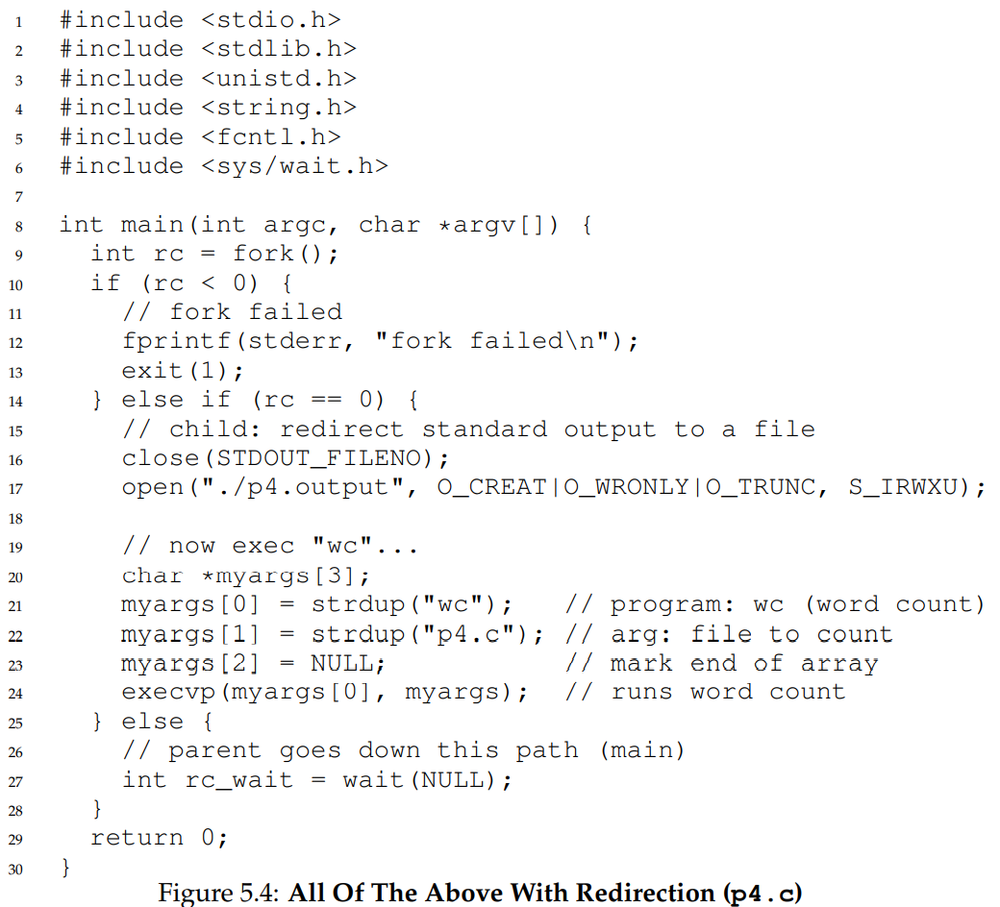 1 #include <stdio.h>
2 #include <stdlib.h>
3 #include <unistd.h>
4 #include <string.h>
5 #include <fcntl.h>
6 #include <sys/wait.h>
7
8 int main(int argc, char *argv[]) {
9   int rc = fork();
10   if (rc < 0) {
11     // fork failed
12     fprintf(stderr, "fork failed\n");
13     exit(1);
14   } else if (rc == 0) {
15     // child: redirect standard output to a file
16     close(STDOUT_FILENO);
17     open("./p4.output", O_CREAT|O_WRONLY|O_TRUNC, S_IRWXU);
18
19     // now exec "wc"...
20     char *myargs[3];
21     myargs[0] = strdup("wc");   // program: wc (word count)
22     myargs[1] = strdup("p4.c"); // arg: file to count
23     myargs[2] = NULL;           // mark end of array
24     execvp(myargs[0], myargs);  // runs word count
25   } else {
26     // parent goes down this path (main)
27     int rc_wait = wait(NULL);
28   }
29   return 0;
30 }
Figure 5.4: All Of The Above With Redirection (p4.c)